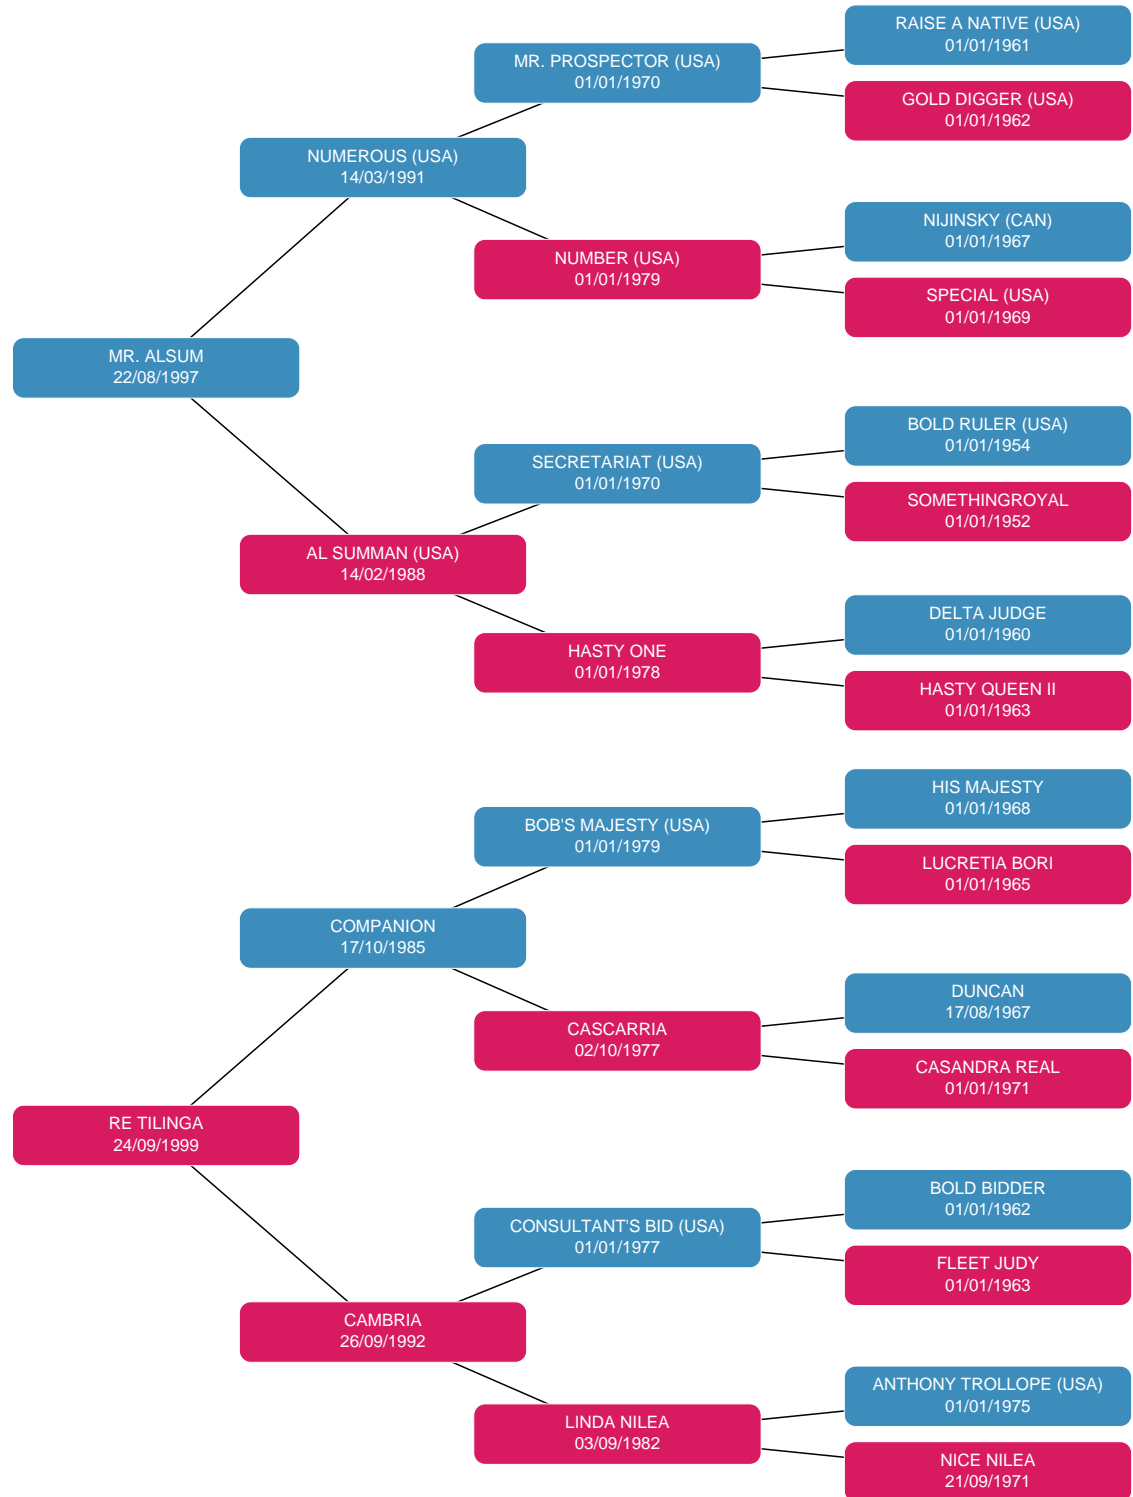 RAISE A NATIVE (USA)
01/01/1961
MR. PROSPECTOR (USA)
01/01/1970
GOLD DIGGER (USA)
01/01/1962
NUMEROUS (USA)
14/03/1991
NIJINSKY (CAN)
01/01/1967
NUMBER (USA)
01/01/1979
SPECIAL (USA)
01/01/1969
MR. ALSUM
22/08/1997
BOLD RULER (USA)
01/01/1954
SECRETARIAT (USA)
01/01/1970
SOMETHINGROYAL
01/01/1952
AL SUMMAN (USA)
14/02/1988
DELTA JUDGE
01/01/1960
HASTY ONE
01/01/1978
HASTY QUEEN II
01/01/1963
HIS MAJESTY
01/01/1968
BOB'S MAJESTY (USA)
01/01/1979
LUCRETIA BORI
01/01/1965
COMPANION
17/10/1985
DUNCAN
17/08/1967
CASCARRIA
02/10/1977
CASANDRA REAL
01/01/1971
RE TILINGA
24/09/1999
BOLD BIDDER
01/01/1962
CONSULTANT'S BID (USA)
01/01/1977
FLEET JUDY
01/01/1963
CAMBRIA
26/09/1992
ANTHONY TROLLOPE (USA)
01/01/1975
LINDA NILEA
03/09/1982
NICE NILEA
21/09/1971